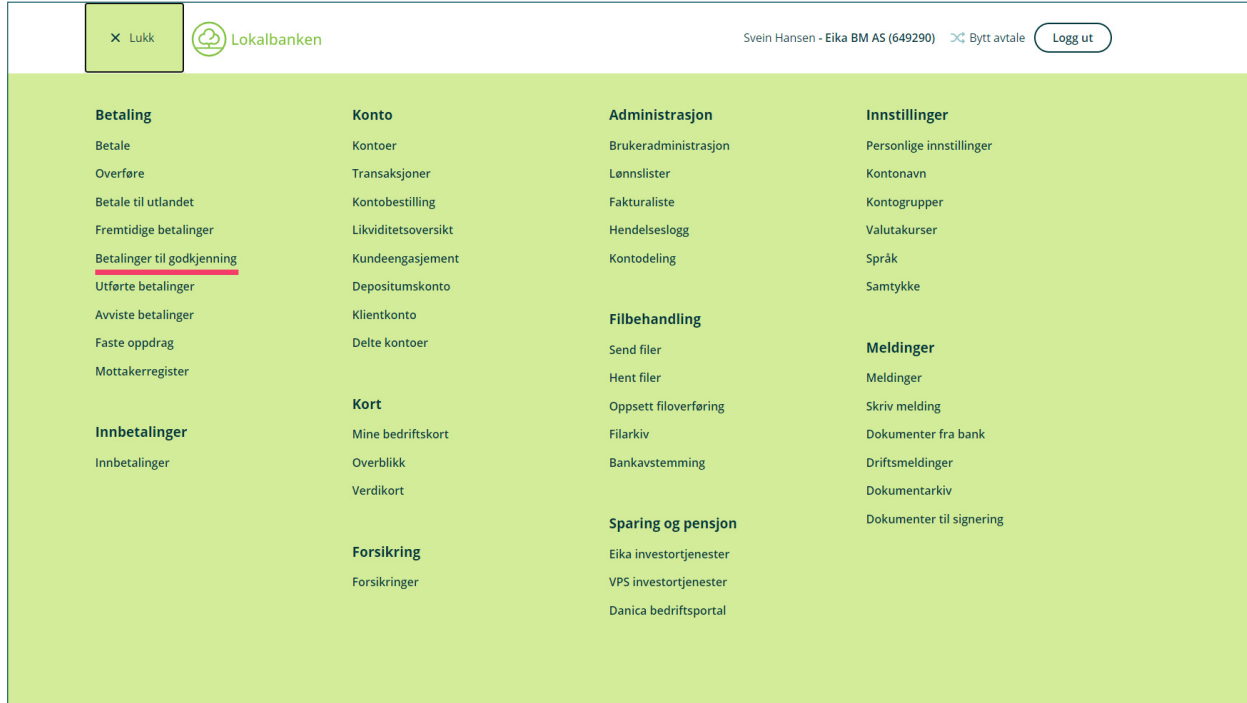 Lukk
Lokalbanken
Svein Hansen - Eika BM AS (649290)
Bytt avtale
Logg ut
Betaling
Betale
Overføre
Betale til utlandet
Fremtidige betalinger
Betalinger til godkjenning
Utførte betalinger
Avviste betalinger
Faste oppdrag
Mottakerregister
Innbetalinger
Innbetalinger
Konto
Kontoer
Transaksjoner
Kontobestilling
Likviditetsoversikt
Kundeengasjement
Depositumskonto
Klientkonto
Delte kontoer
Kort
Mine bedriftskort
Overblikk
Verdikort
Forsikring
Forsikringer
Administrasjon
Brukeradministrasjon
Lønnslister
Fakturaliste
Hendelseslogg
Kontodeling
Filbehandling
Send filer
Hent filer
Oppsett filoverføring
Filarkiv
Bankavstemming
Sparing og pensjon
Eika investortjenester
VPS investortjenester
Danica bedriftsportal
Innstillinger
Personlige innstillinger
Kontonavn
Kontogrupper
Valutakurser
Språk
Samtykke
Meldinger
Meldinger
Skriv melding
Dokumenter fra bank
Driftsmeldinger
Dokumentarkiv
Dokumenter til signering